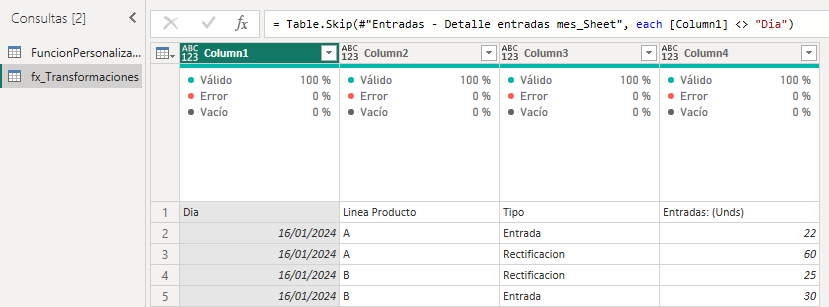 Consultas [2]
FuncionPersonaliza...
fx_Transformaciones
fx
= Table.Skip(#"Entradas - Detalle entradas mes_Sheet", each [Column1] <> "Dia")
ABC 123 Column1 ABC 123 Column2 ABC 123 Column3 ABC 123 Column4
Válido 100 % Válido 100 % Válido 100 % Válido 100 %
Error 0 % Error 0 % Error 0 % Error 0 %
Vacío 0 % Vacío 0 % Vacío 0 % Vacío 0 %
1 Dia Linea Producto Tipo Entradas: (Unds)
2 16/01/2024 A Entrada 22
3 16/01/2024 A Rectificacion 60
4 16/01/2024 B Rectificacion 25
5 16/01/2024 B Entrada 30